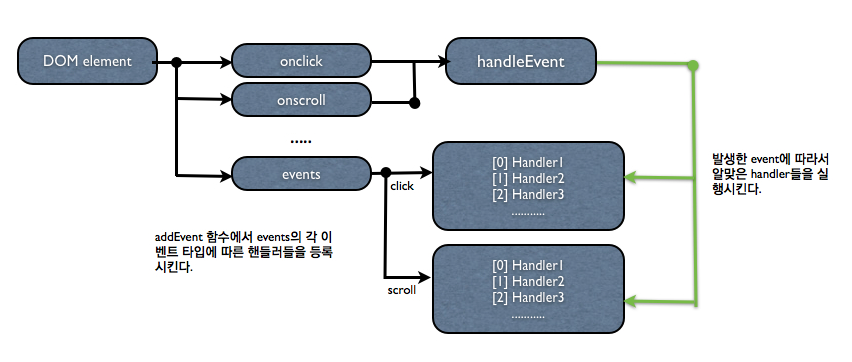 DOM element
onclick
handleEvent
onscroll
.....
events
click
[0] Handler1
[1] Handler2
[2] Handler3
...........
발생한 event에 따라서
알맞은 handler들을 실
행시킨다.
addEvent 함수에서 events의 각 이
벤트 타입에 따른 핸들러들을 등록
시킨다.
scroll
[0] Handler1
[1] Handler2
[2] Handler3
...........